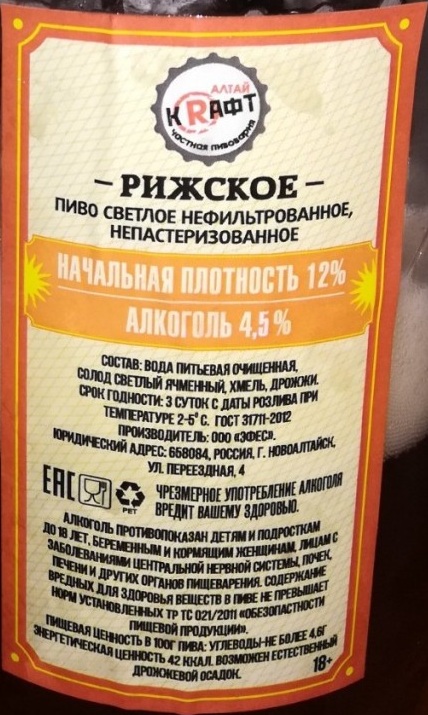 АЛТАЙ
КRАФТ
ЧАСТНАЯ ПИВОВАРНЯ
– РИЖСКОЕ –
ПИВО СВЕТЛОЕ НЕФИЛЬТРОВАННОЕ,
НЕПАСТЕРИЗОВАННОЕ
НАЧАЛЬНАЯ ПЛОТНОСТЬ 12%
АЛКОГОЛЬ 4,5%
СОСТАВ: ВОДА ПИТЬЕВАЯ ОЧИЩЕННАЯ,
СОЛОД СВЕТЛЫЙ ЯЧМЕННЫЙ, ХМЕЛЬ, ДРОЖЖИ.
СРОК ГОДНОСТИ: 3 СУТОК С ДАТЫ РОЗЛИВА ПРИ
ТЕМПЕРАТУРЕ 2-5° С. ГОСТ 31711-2012
ПРОИЗВОДИТЕЛЬ: ООО «ЭФЕС».
ЮРИДИЧЕСКИЙ АДРЕС: 658084, РОССИЯ, Г. НОВОАЛТАЙСК,
УЛ. ПЕРЕЕЗДНАЯ, 4
EAC
PET
ЧРЕЗМЕРНОЕ УПОТРЕБЛЕНИЕ АЛКОГОЛЯ
ВРЕДИТ ВАШЕМУ ЗДОРОВЬЮ.
АЛКОГОЛЬ ПРОТИВОПОКАЗАН ДЕТЯМ И ПОДРОСТКАМ
ДО 18 ЛЕТ, БЕРЕМЕННЫМ И КОРМЯЩИМ ЖЕНЩИНАМ, ЛИЦАМ С
ЗАБОЛЕВАНИЯМИ ЦЕНТРАЛЬНОЙ НЕРВНОЙ СИСТЕМЫ, ПОЧЕК,
ПЕЧЕНИ И ДРУГИХ ОРГАНОВ ПИЩЕВАРЕНИЯ. СОДЕРЖАНИЕ
ВРЕДНЫХ ДЛЯ ЗДОРОВЬЯ ВЕЩЕСТВ В ПИВЕ НЕ ПРЕВЫШАЕТ
НОРМ УСТАНОВЛЕННЫХ ТР ТС 021/2011 «ОБЕЗОПАСТНОСТИ
ПИЩЕВОЙ ПРОДУКЦИИ».
ПИЩЕВАЯ ЦЕННОСТЬ В 100Г ПИВА: УГЛЕВОДЫ-НЕ БОЛЕЕ 4,6Г
ЭНЕРГЕТИЧЕСКАЯ ЦЕННОСТЬ 42 ККАЛ. ВОЗМОЖЕН ЕСТЕСТВЕННЫЙ
ДРОЖЖЕВОЙ ОСАДОК.
18+